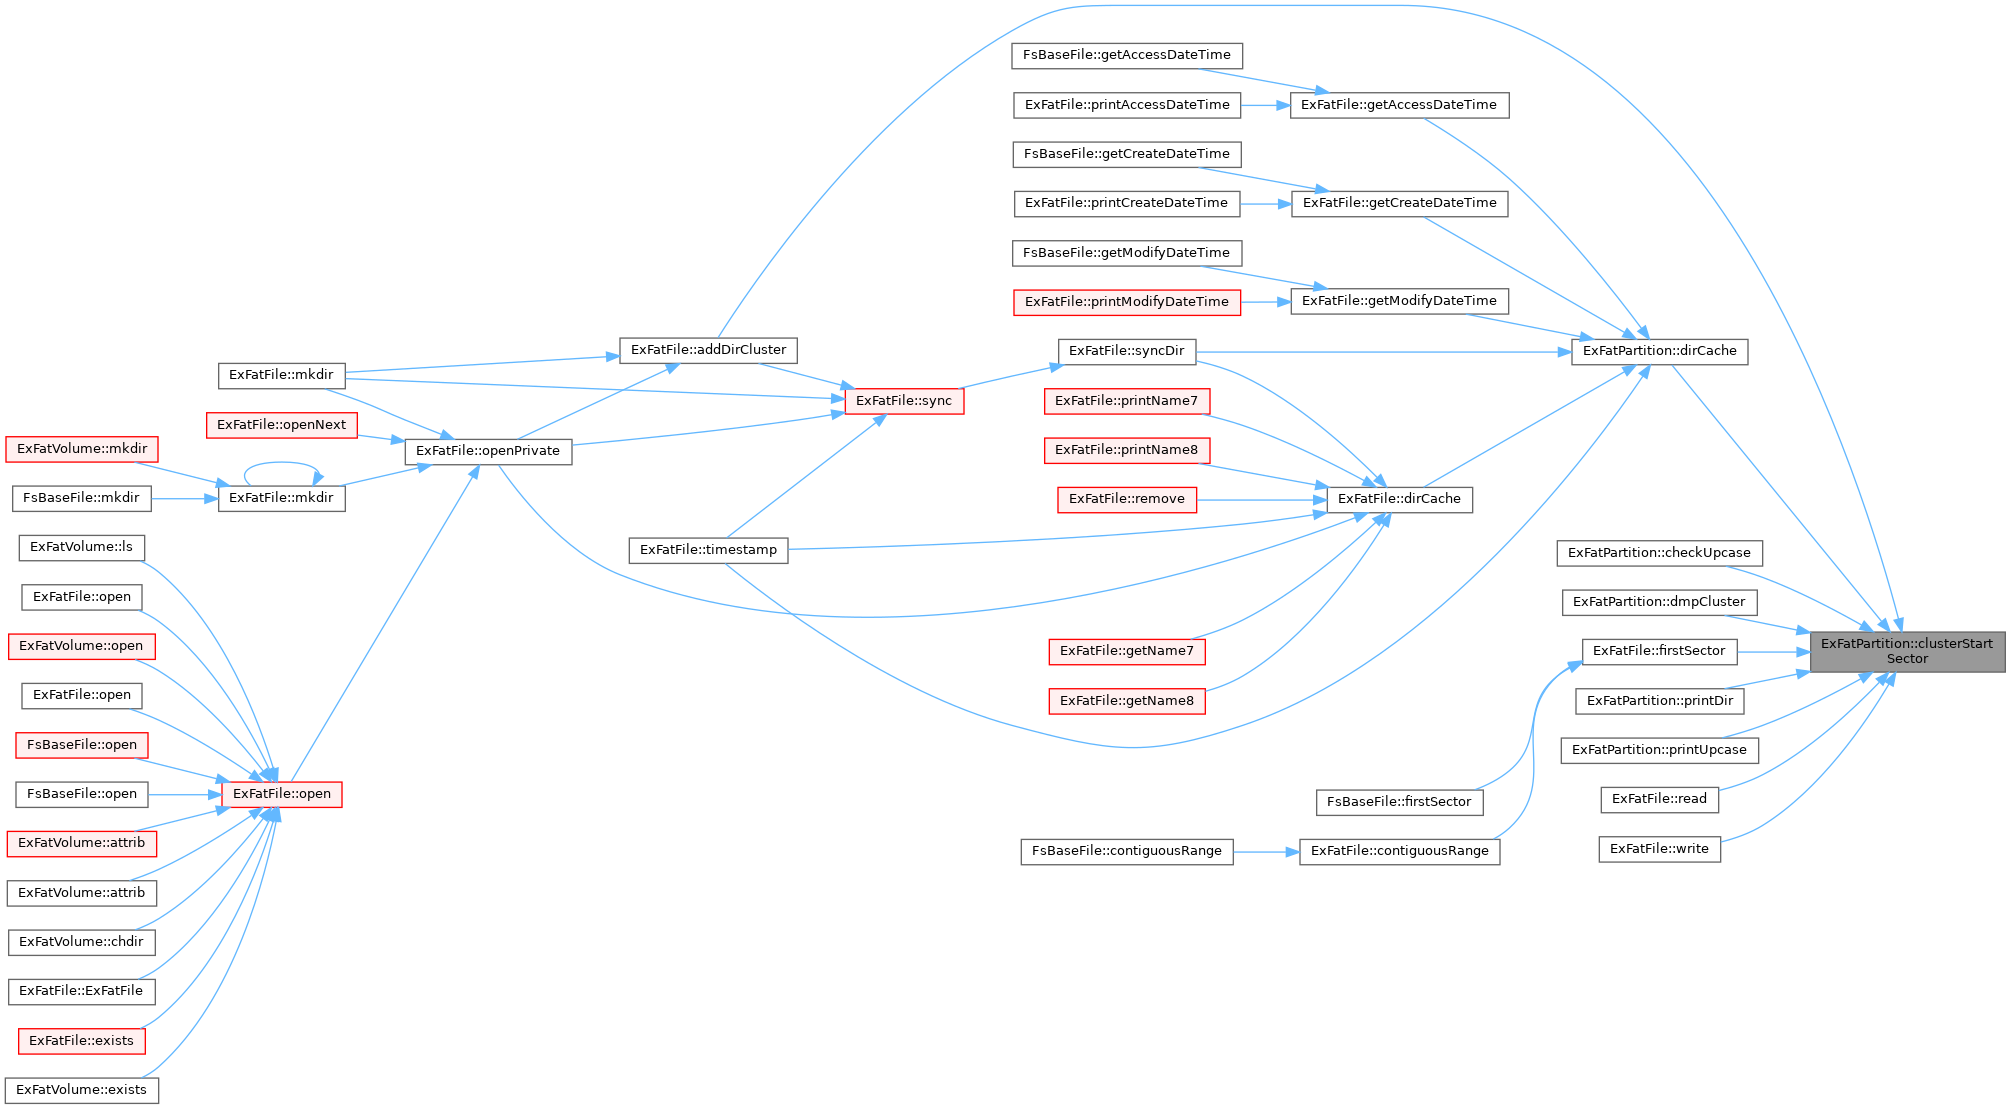 FsBaseFile::getAccessDateTime
ExFatFile::printAccessDateTime
ExFatFile::getAccessDateTime
FsBaseFile::getCreateDateTime
ExFatFile::printCreateDateTime
ExFatFile::getCreateDateTime
FsBaseFile::getModifyDateTime
ExFatFile::printModifyDateTime
ExFatFile::getModifyDateTime
ExFatFile::addDirCluster
ExFatFile::syncDir
ExFatPartition::dirCache
ExFatFile::mkdir
ExFatFile::sync
ExFatFile::printName7
ExFatFile::openNext
ExFatVolume::mkdir
ExFatFile::openPrivate
ExFatFile::printName8
FsBaseFile::mkdir
ExFatFile::mkdir
ExFatFile::remove
ExFatFile::dirCache
ExFatVolume::ls
ExFatFile::timestamp
ExFatPartition::checkUpcase
ExFatFile::open
ExFatPartition::dmpCluster
ExFatVolume::open
ExFatFile::getName7
ExFatFile::firstSector
ExFatPartition::clusterStart
Sector
ExFatFile::open
ExFatFile::getName8
ExFatPartition::printDir
FsBaseFile::open
ExFatPartition::printUpcase
FsBaseFile::open
ExFatFile::open
FsBaseFile::firstSector
ExFatFile::read
ExFatVolume::attrib
FsBaseFile::contiguousRange
ExFatFile::contiguousRange
ExFatFile::write
ExFatVolume::attrib
ExFatVolume::chdir
ExFatFile::ExFatFile
ExFatFile::exists
ExFatVolume::exists